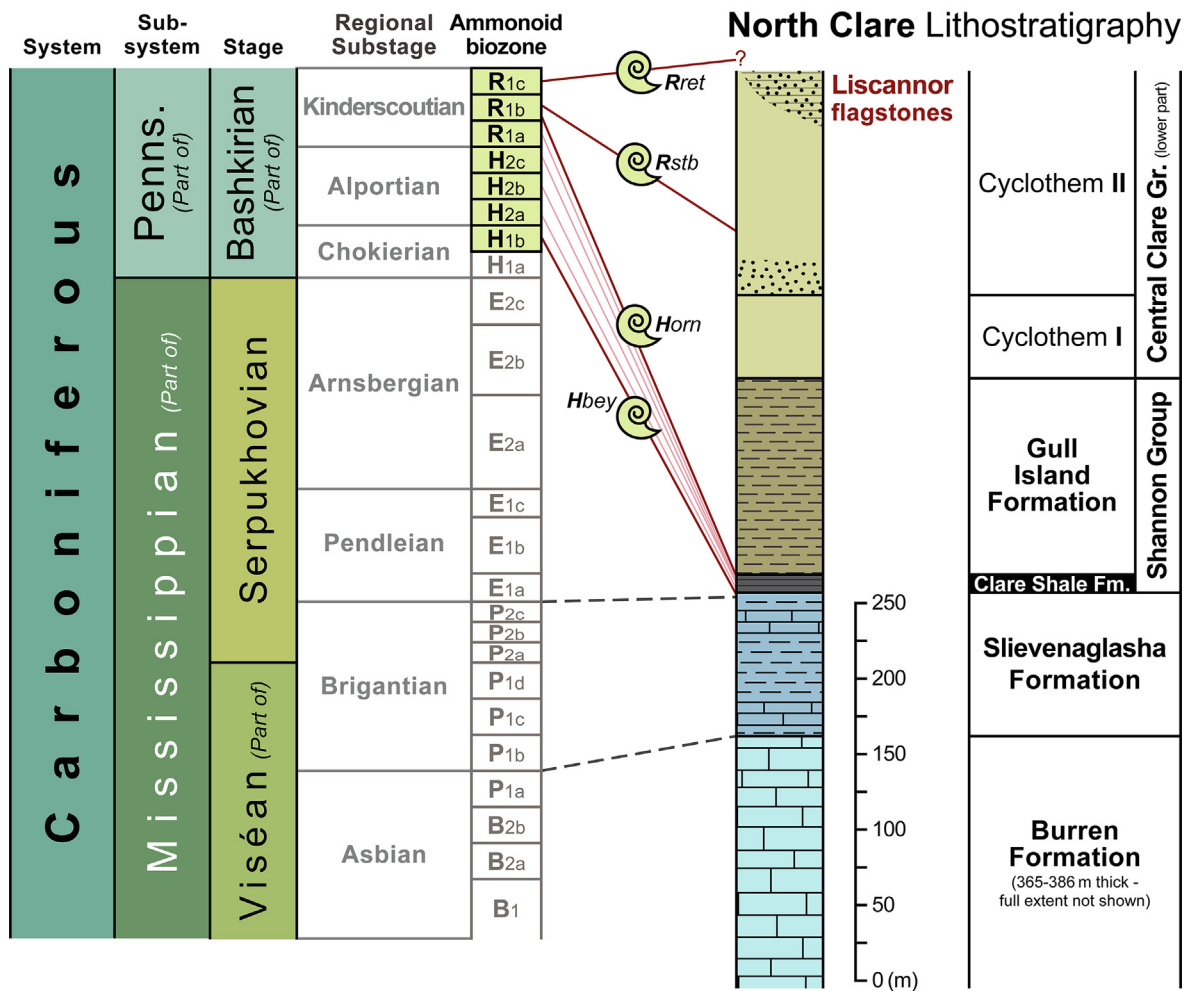 North Clare Lithostratigraphy
System
Sub-
system
Stage
Regional
Substage
Ammonoid
biozone
Carboniferous
Penns.
(Part of)
Mississippian (Part of)
Bashkirian
(Part of)
Serpukhovian
Viséan (Part of)
Kinderscoutian
Alportian
Chokierian
Arnsbergian
Pendleian
Brigantian
Asbian
R1c
R1b
R1a
H2c
H2b
H2a
H1b
H1a
E2c
E2b
E2a
E1c
E1b
E1a
P2c
P2b
P2a
P1d
P1c
P1b
P1a
B2b
B2a
B1
Rret
Rstb
Horn
Hbey
?
Liscannor
flagstones
250
200
150
100
50
0 (m)
Cyclothem II
Cyclothem I
Central Clare Gr. (lower part)
Gull
Island
Formation
Clare Shale Fm.
Shannon Group
Slievenaglasha
Formation
Burren
Formation
(365-386 m thick -
full extent not shown)